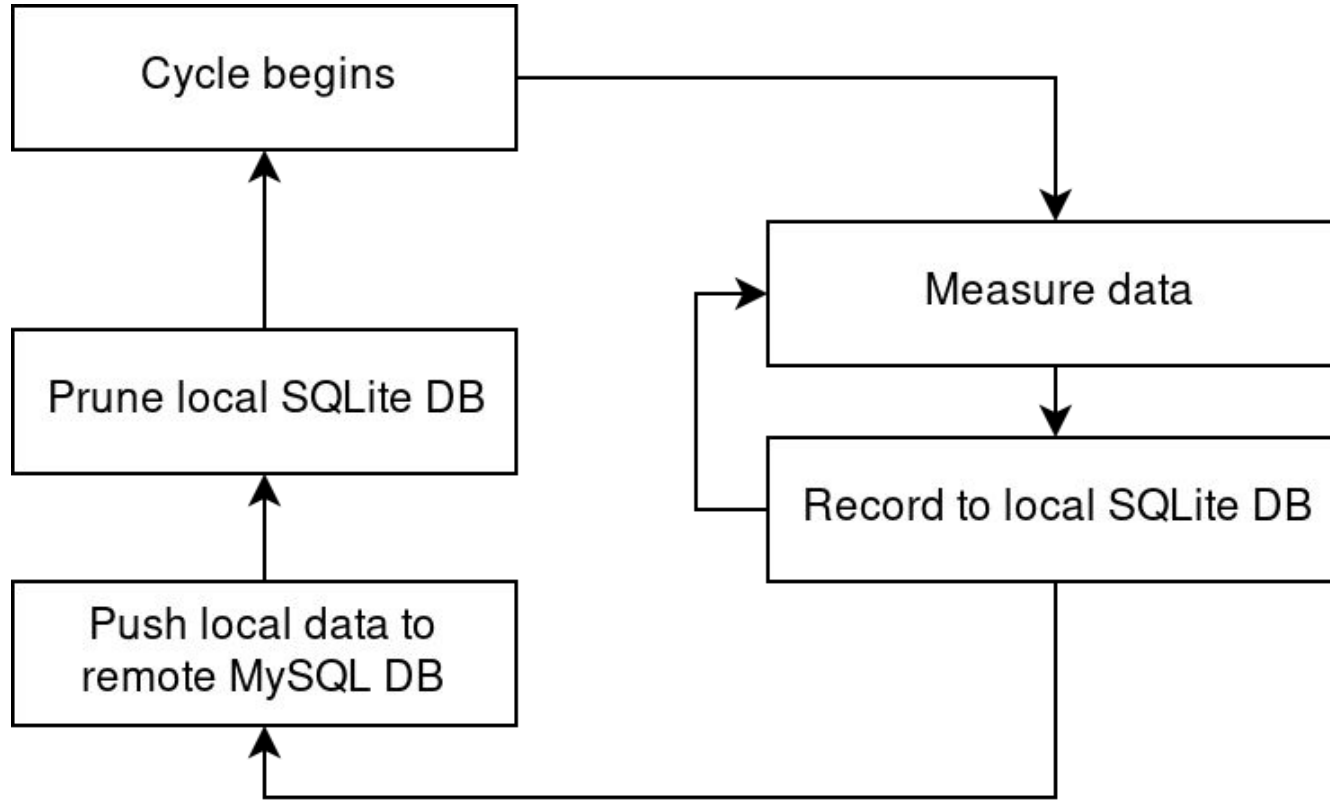 Cycle begins
Measure data
Prune local SQLite DB
Record to local SQLite DB
Push local data to
remote MySQL DB